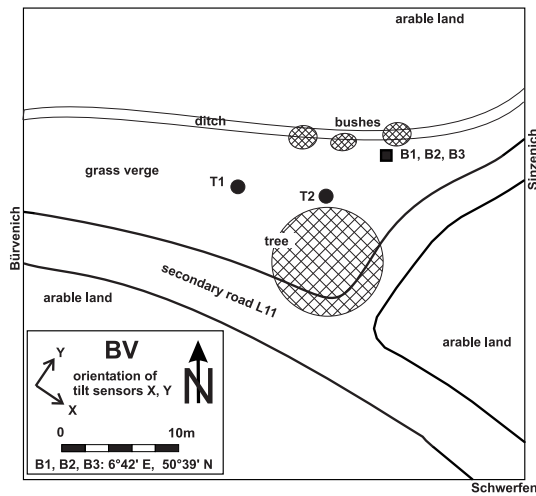 arable land
ditch
bushes
B1, B2, B3
grass verge
T1
T2
tree
Bürvenich
Sinzenich
secondary road L11
arable land
arable land
BV
Y
X
orientation of
tilt sensors X, Y
N
0
10m
B1, B2, B3: 6°42' E, 50°39' N
Schwerfen